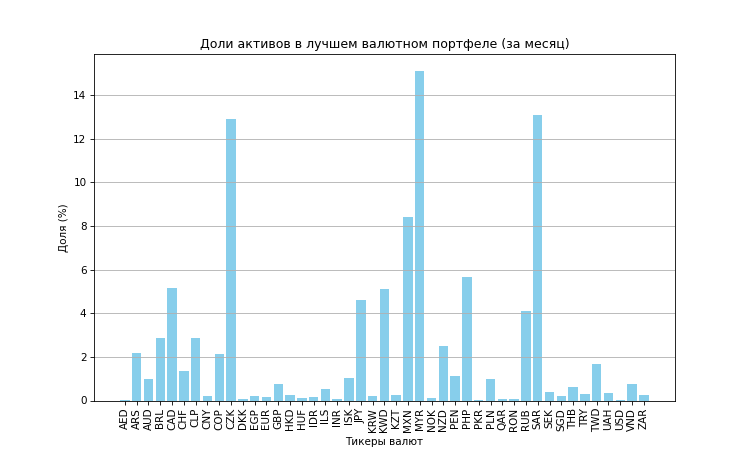 Доли активов в лучшем валютном портфеле (за месяц)
Доля (%)
14
12
10
8
6
4
2
0
AED ARS AUD BRL CAD CHF CLP CNY COP CZK DKK EGP EUR GBP HKD HUF IDR ILS INR ISK JPY KRW KWD KZT MXN MYR NOK NZD PEN PHP PKR PLN QAR RON RUB SAR SEK SGD THB TRY TWD UAH USD VND ZAR
Тикеры валют